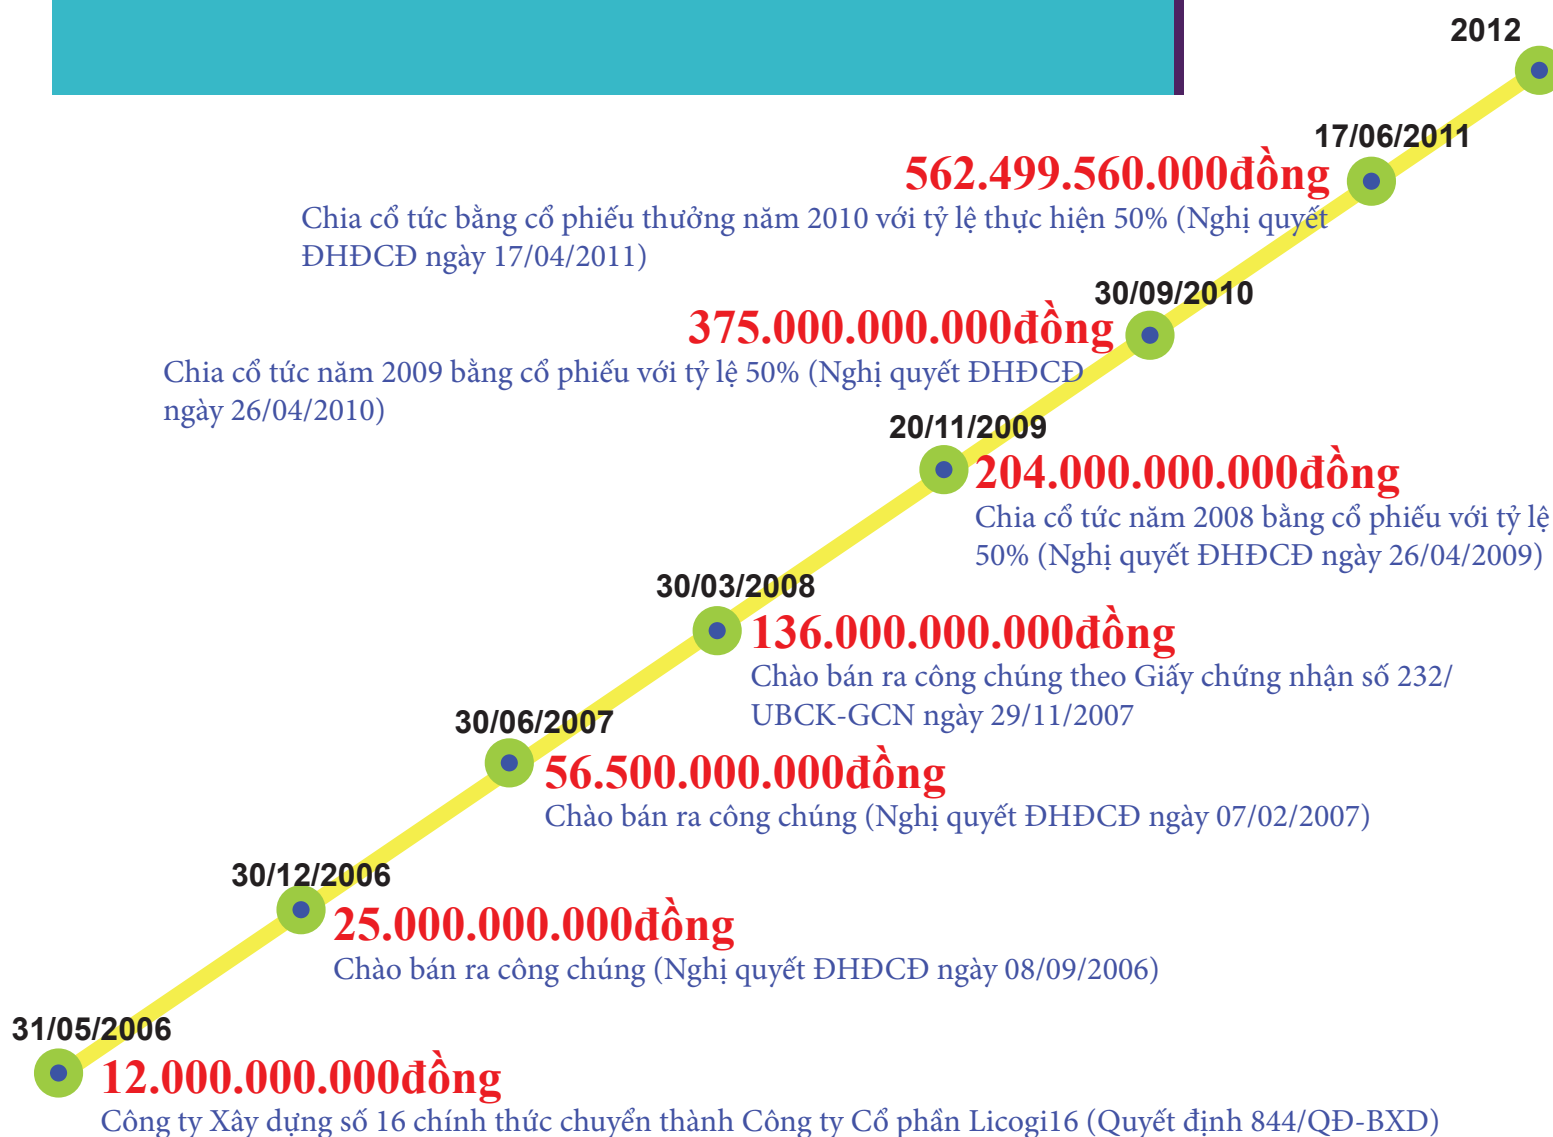 2012
17/06/2011
562.499.560.000đồng
Chia cổ tức bằng cổ phiếu thưởng năm 2010 với tỷ lệ thực hiện 50% (Nghị quyết
ĐHĐCĐ ngày 17/04/2011)
30/09/2010
375.000.000.000đồng
Chia cổ tức năm 2009 bằng cổ phiếu với tỷ lệ 50% (Nghị quyết ĐHĐCĐ
ngày 26/04/2010)
20/11/2009
204.000.000.000đồng
Chia cổ tức năm 2008 bằng cổ phiếu với tỷ lệ
50% (Nghị quyết ĐHĐCĐ ngày 26/04/2009)
30/03/2008
136.000.000.000đồng
Chào bán ra công chúng theo Giấy chứng nhận số 232/
UBCK-GCN ngày 29/11/2007
30/06/2007
56.500.000.000đồng
Chào bán ra công chúng (Nghị quyết ĐHĐCĐ ngày 07/02/2007)
30/12/2006
25.000.000.000đồng
Chào bán ra công chúng (Nghị quyết ĐHĐCĐ ngày 08/09/2006)
31/05/2006
12.000.000.000đồng
Công ty Xây dựng số 16 chính thức chuyển thành Công ty Cổ phần Licogi16 (Quyết định 844/QĐ-BXD)